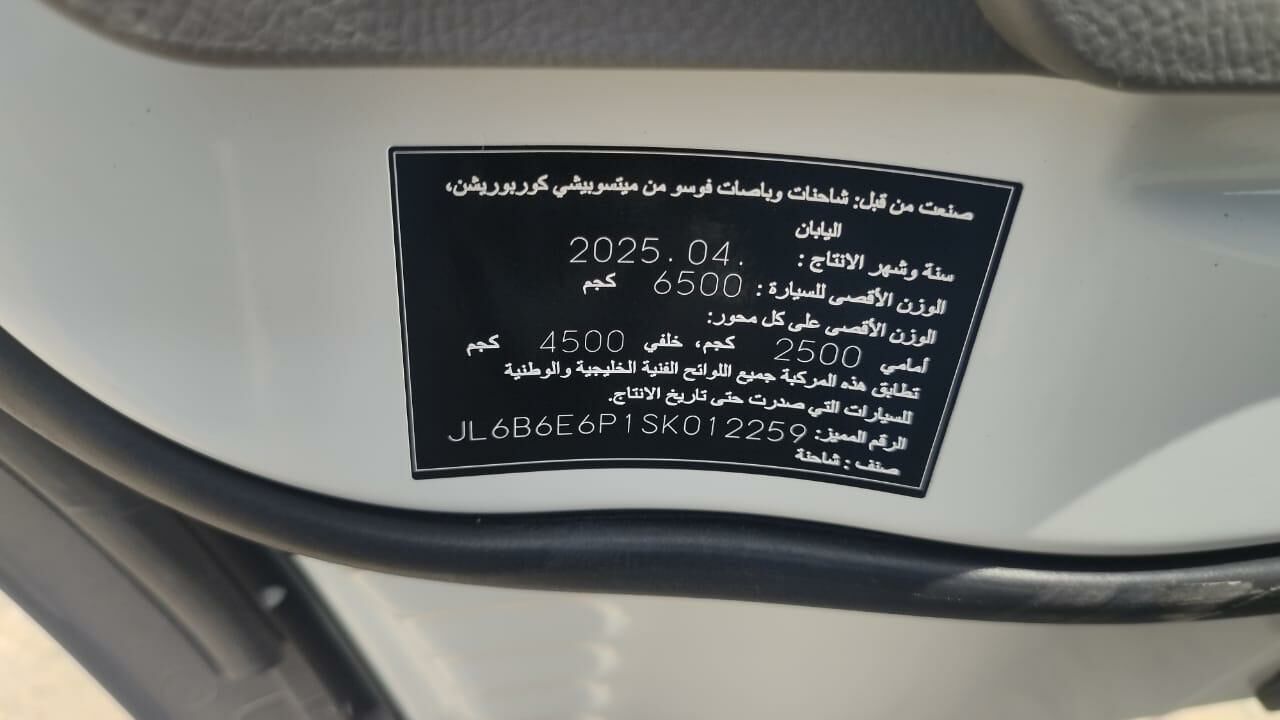 صنعت من قبل: شاحنات وباصات فوسو من ميتسوبيشي كوربوريشن،
اليابان
سنة وشهر الانتاج : 2025.04.
الوزن الأقصى للسيارة : 6500 كجم
الوزن الأقصى على كل محور:
أمامي 2500 كجم، خلفي 4500 كجم
تطابق هذه المركبة جميع اللوائح الفنية الخليجية والوطنية
للسيارات التي صدرت حتى تاريخ الانتاج.
الرقم المميز: JL6B6E6P1SK012259
صنف : شاحنة